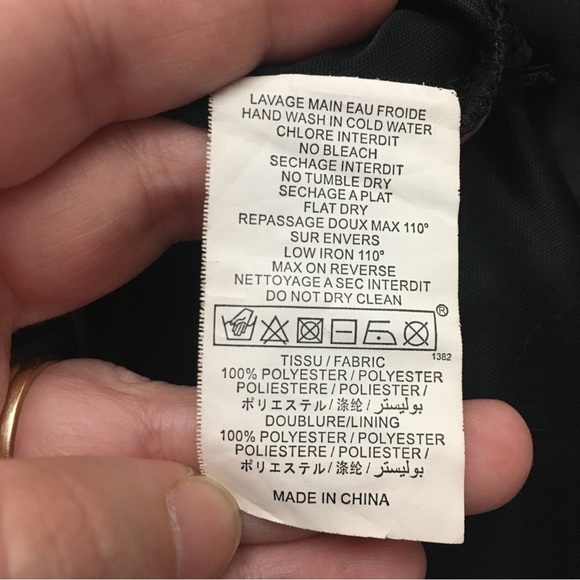 LAVAGE MAIN EAU FROIDE
HAND WASH IN COLD WATER
CHLORE INTERDIT
NO BLEACH
SECHAGE INTERDIT
NO TUMBLE DRY
SECHAGE A PLAT
FLAT DRY
REPASSAGE DOUX MAX 110°
SUR ENVERS
LOW IRON 110°
MAX ON REVERSE
NETTOYAGE A SEC INTERDIT
DO NOT DRY CLEAN
®
1382
TISSU / FABRIC
100% POLYESTER / POLYESTER
POLIESTERE / POLIESTER /
ポリエステル / 涤纶 / بوليستر /
DOUBLURE/LINING
100% POLYESTER / POLYESTER
POLIESTERE / POLIESTER /
ポリエステル / 涤纶 / بوليستر /
MADE IN CHINA